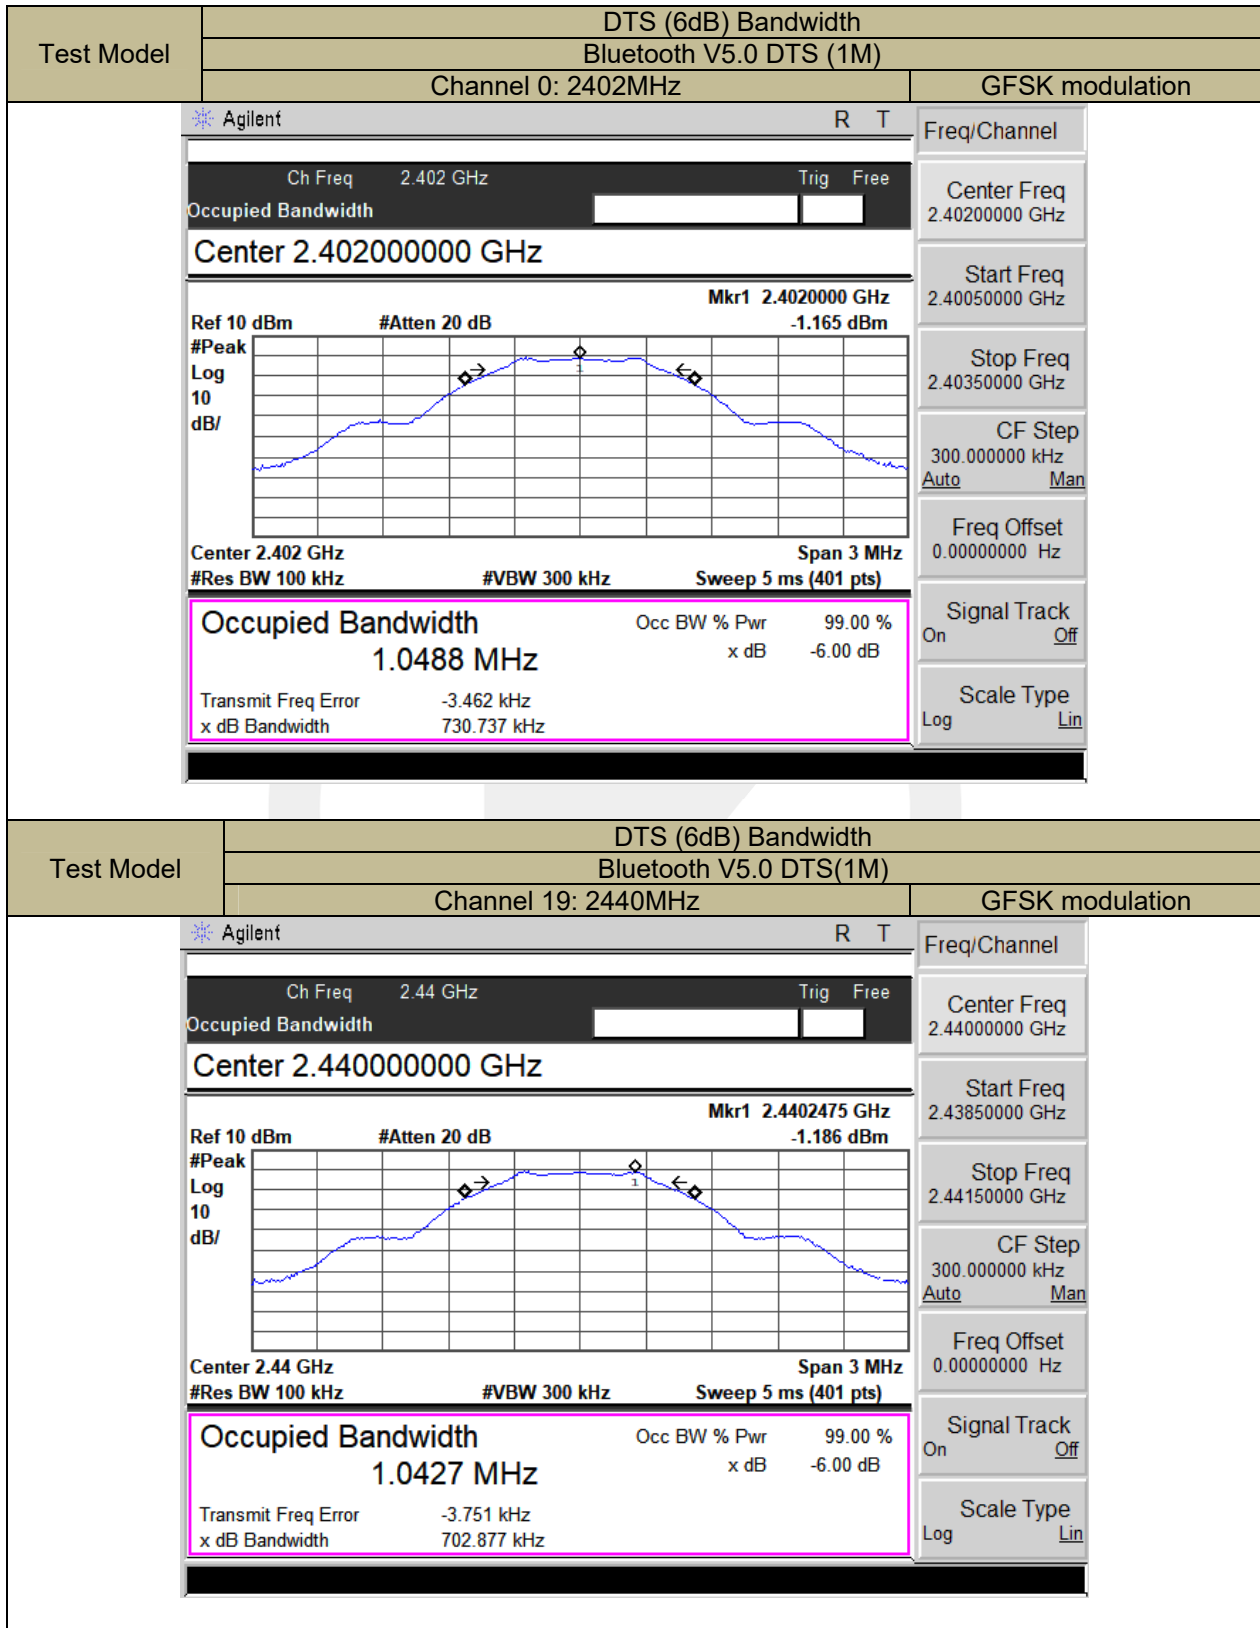 Test Model
DTS (6dB) Bandwidth
Bluetooth V5.0 DTS (1M)
Channel 0: 2402MHz
GFSK modulation
Agilent R T
Ch Freq 2.402 GHz Trig Free
Occupied Bandwidth
Center 2.402000000 GHz
Mkr1 2.4020000 GHz
Ref 10 dBm #Atten 20 dB -1.165 dBm
#Peak
Log
10
dB/
1
Center 2.402 GHz Span 3 MHz
#Res BW 100 kHz #VBW 300 kHz Sweep 5 ms (401 pts)
Occupied Bandwidth
1.0488 MHz
Occ BW % Pwr 99.00 %
x dB -6.00 dB
Transmit Freq Error -3.462 kHz
x dB Bandwidth 730.737 kHz
Freq/Channel
Center Freq
2.40200000 GHz
Start Freq
2.40050000 GHz
Stop Freq
2.40350000 GHz
CF Step
300.000000 kHz
Auto Man
Freq Offset
0.00000000 Hz
Signal Track
On Off
Scale Type
Log Lin
Test Model
DTS (6dB) Bandwidth
Bluetooth V5.0 DTS(1M)
Channel 19: 2440MHz
GFSK modulation
Agilent R T
Ch Freq 2.44 GHz Trig Free
Occupied Bandwidth
Center 2.440000000 GHz
Mkr1 2.4402475 GHz
Ref 10 dBm #Atten 20 dB -1.186 dBm
#Peak
Log
10
dB/
1
Center 2.44 GHz Span 3 MHz
#Res BW 100 kHz #VBW 300 kHz Sweep 5 ms (401 pts)
Occupied Bandwidth
1.0427 MHz
Occ BW % Pwr 99.00 %
x dB -6.00 dB
Transmit Freq Error -3.751 kHz
x dB Bandwidth 702.877 kHz
Freq/Channel
Center Freq
2.44000000 GHz
Start Freq
2.43850000 GHz
Stop Freq
2.44150000 GHz
CF Step
300.000000 kHz
Auto Man
Freq Offset
0.00000000 Hz
Signal Track
On Off
Scale Type
Log Lin